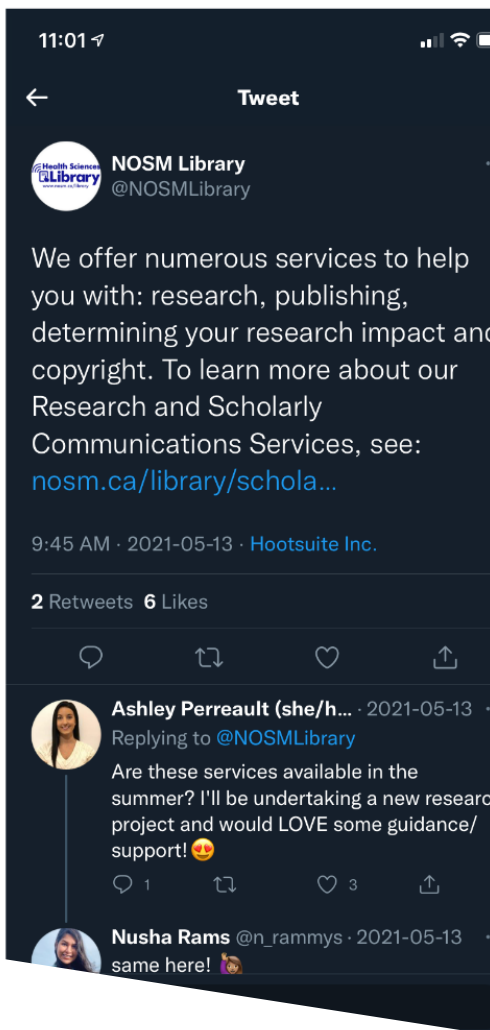 11:01
Tweet
Health Sciences
Library
NOSM Library
@NOSMLibrary
We offer numerous services to help
you with: research, publishing,
determining your research impact and
copyright. To learn more about our
Research and Scholarly
Communications Services, see:
nosm.ca/library/schola...
9:45 AM · 2021-05-13 · Hootsuite Inc.
2 Retweets 6 Likes
Ashley Perreault (she/h... · 2021-05-13
Replying to @NOSMLibrary
Are these services available in the
summer? I'll be undertaking a new researc
project and would LOVE some guidance/
support! 😍
1 3
Nusha Rams @n_rammys · 2021-05-13
same here! 🙋🏽‍♀️